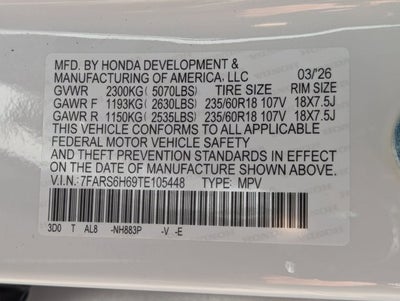 MFD. BY HONDA DEVELOPMENT &
MANUFACTURING OF AMERICA, LLC 03/26
GVWR 2300KG( 5070LBS) TIRE SIZE RIM SIZE
GAWR F 1193KG ( 2630LBS) 235/60R18 107V 18X7.5J
GAWR R 1150KG ( 2535LBS) 235/60R18 107V 18X7.5J
THIS VEHICLE CONFORMS TO ALL APPLICABLE
FEDERAL MOTOR VEHICLE SAFETY
AND THEFT PREVENTION STANDARDS IN EFFECT
ON THE DATE OF MANUFACTURE SHOWN ABOVE.
V.I.N: 7FARS6H69TE105448 TYPE: MPV
3D0 T AL8 -NH883P -V -E